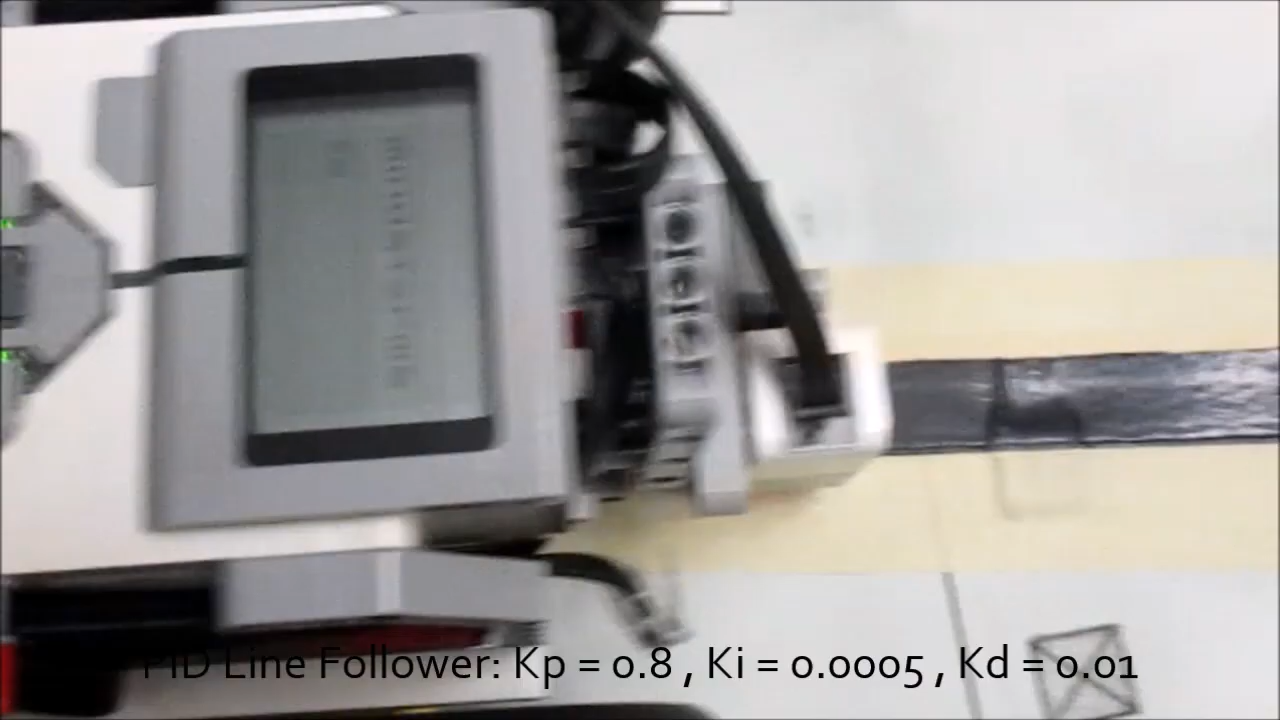 PID Line Follower: Kp = 0.8 , Ki = 0.0005 , Kd = 0.01